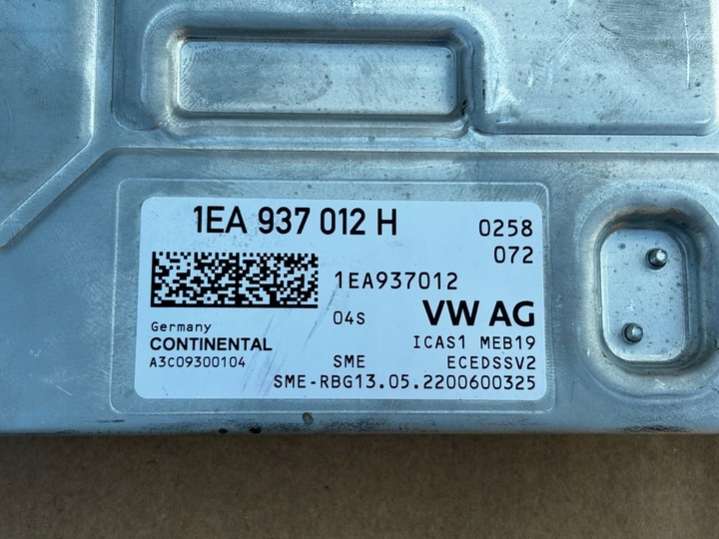 1EA 937 012 H
0258
072
1EA937012
04S
VW AG
Germany
CONTINENTAL
A3C09300104
ICAS1 MEB19
SME
ECEDSSV2
SME-RBG13.05.2200600325